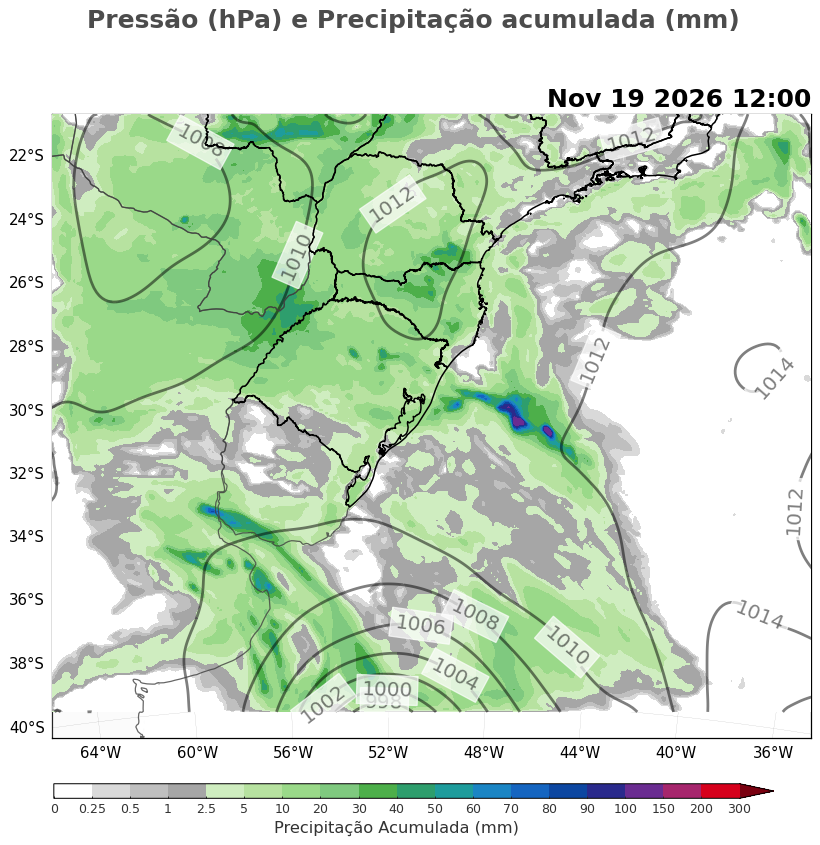 Pressão (hPa) e Precipitação acumulada (mm)
Nov 19 2026 12:00
22°S
24°S
26°S
28°S
30°S
32°S
34°S
36°S
38°S
40°S
1008
1012
1012
1010
1012
1014
1012
1014
1008
1006
1010
1004
1002
1000
998
64°W 60°W 56°W 52°W 48°W 44°W 40°W 36°W
0 0.25 0.5 1 2.5 5 10 20 30 40 50 60 70 80 90 100 150 200 300
Precipitação Acumulada (mm)